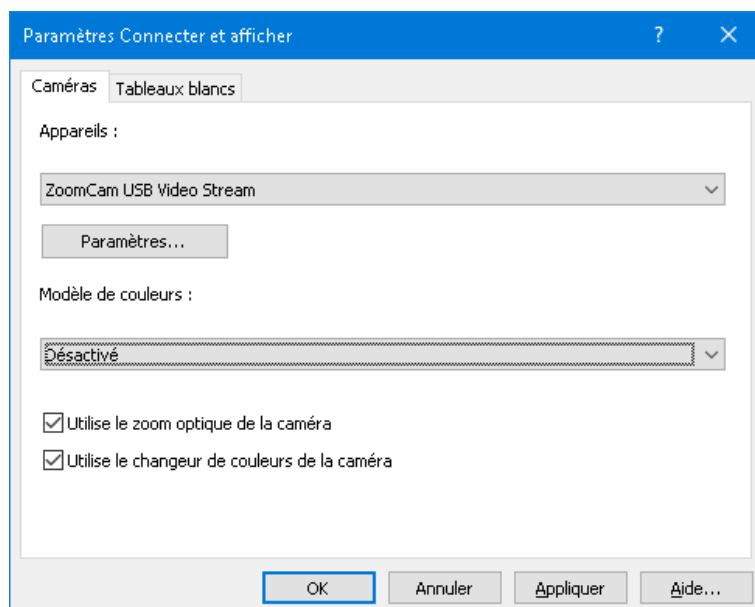 Paramètres Connecter et afficher ?
Caméras Tableaux blancs
Appareils :
ZoomCam USB Video Stream
Paramètres...
Modèle de couleurs :
Désactivé
Utilise le zoom optique de la caméra
Utilise le changeur de couleurs de la caméra
OK Annuler Appliquer Aide...